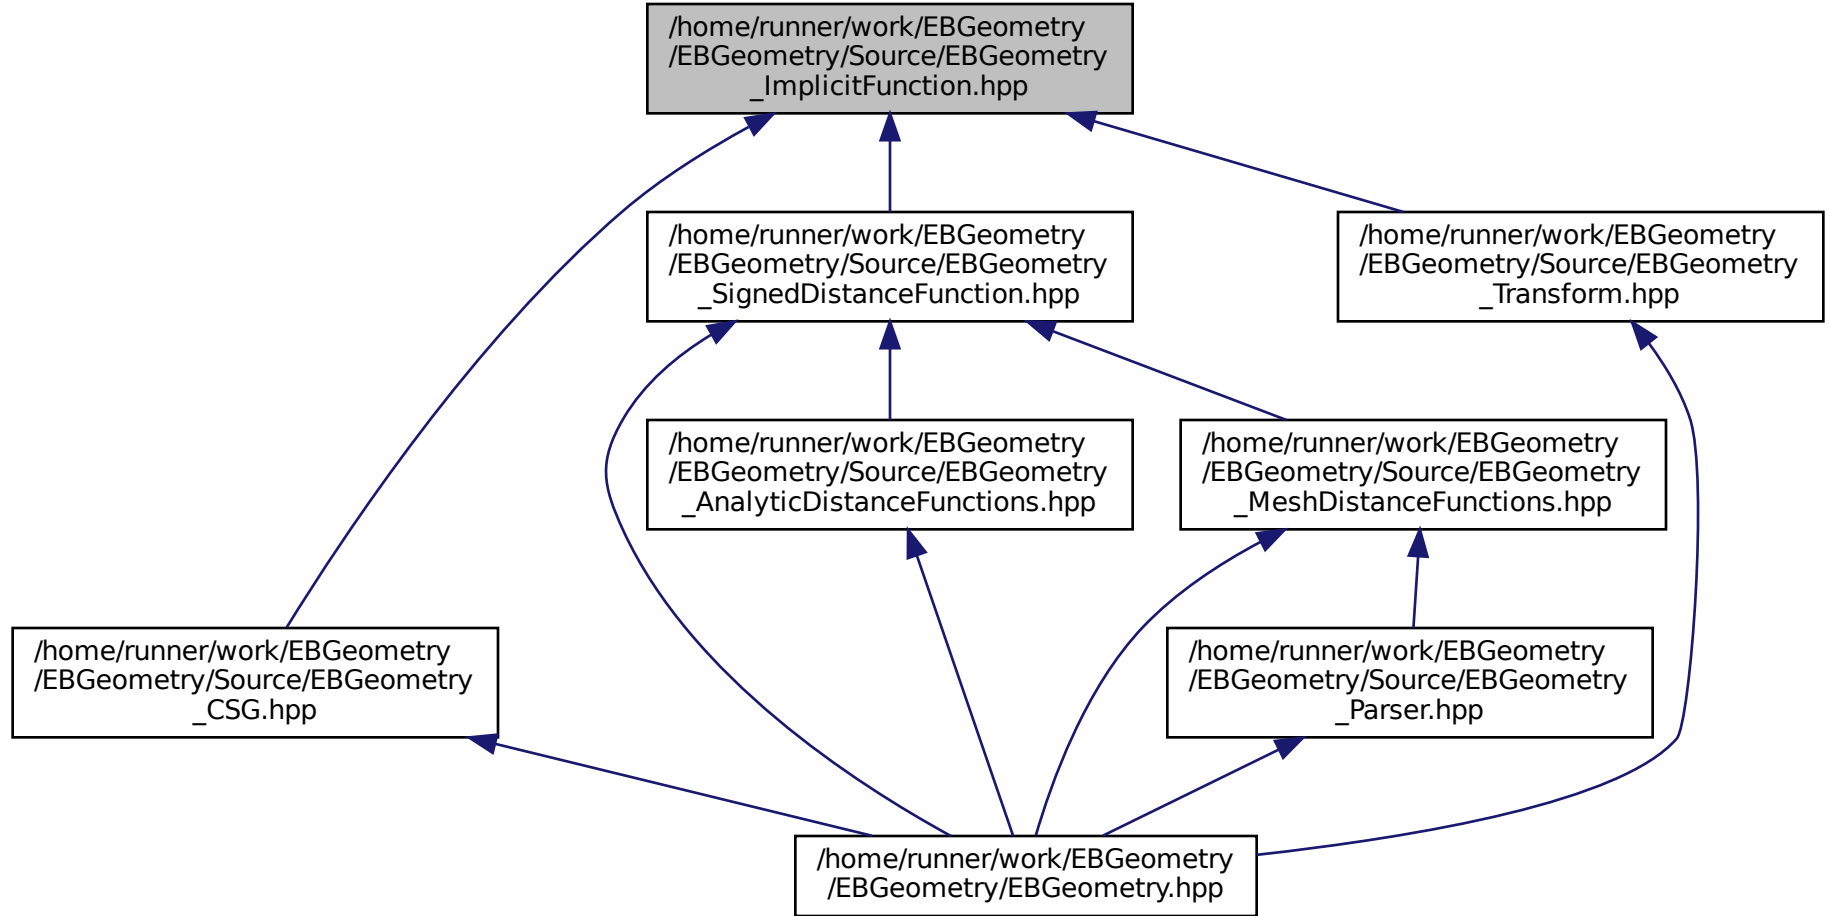 /home/runner/work/EBGeometry
/EBGeometry/Source/EBGeometry
_ImplicitFunction.hpp
/home/runner/work/EBGeometry
/EBGeometry/Source/EBGeometry
_SignedDistanceFunction.hpp
/home/runner/work/EBGeometry
/EBGeometry/Source/EBGeometry
_Transform.hpp
/home/runner/work/EBGeometry
/EBGeometry/Source/EBGeometry
_AnalyticDistanceFunctions.hpp
/home/runner/work/EBGeometry
/EBGeometry/Source/EBGeometry
_MeshDistanceFunctions.hpp
/home/runner/work/EBGeometry
/EBGeometry/Source/EBGeometry
_CSG.hpp
/home/runner/work/EBGeometry
/EBGeometry/Source/EBGeometry
_Parser.hpp
/home/runner/work/EBGeometry
/EBGeometry/EBGeometry.hpp